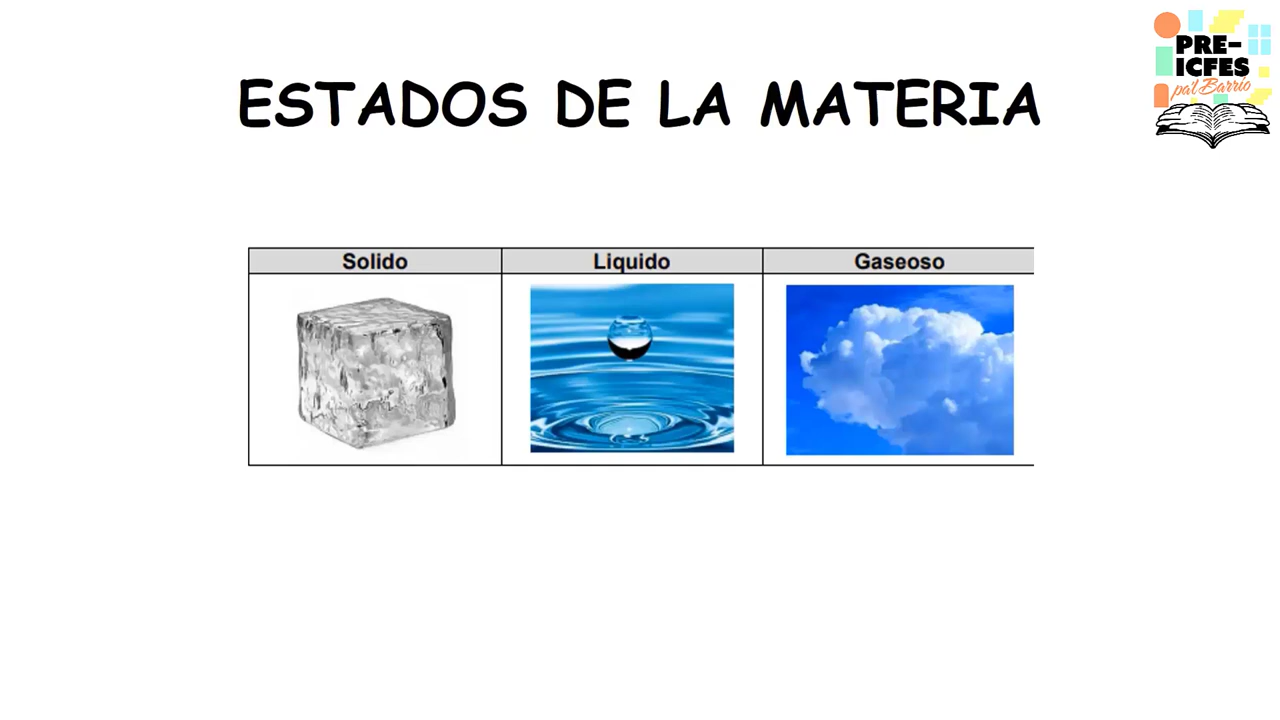 PRE-
ICFES
pa'l Barrio
ESTADOS DE LA MATERIA
Solido Liquido Gaseoso